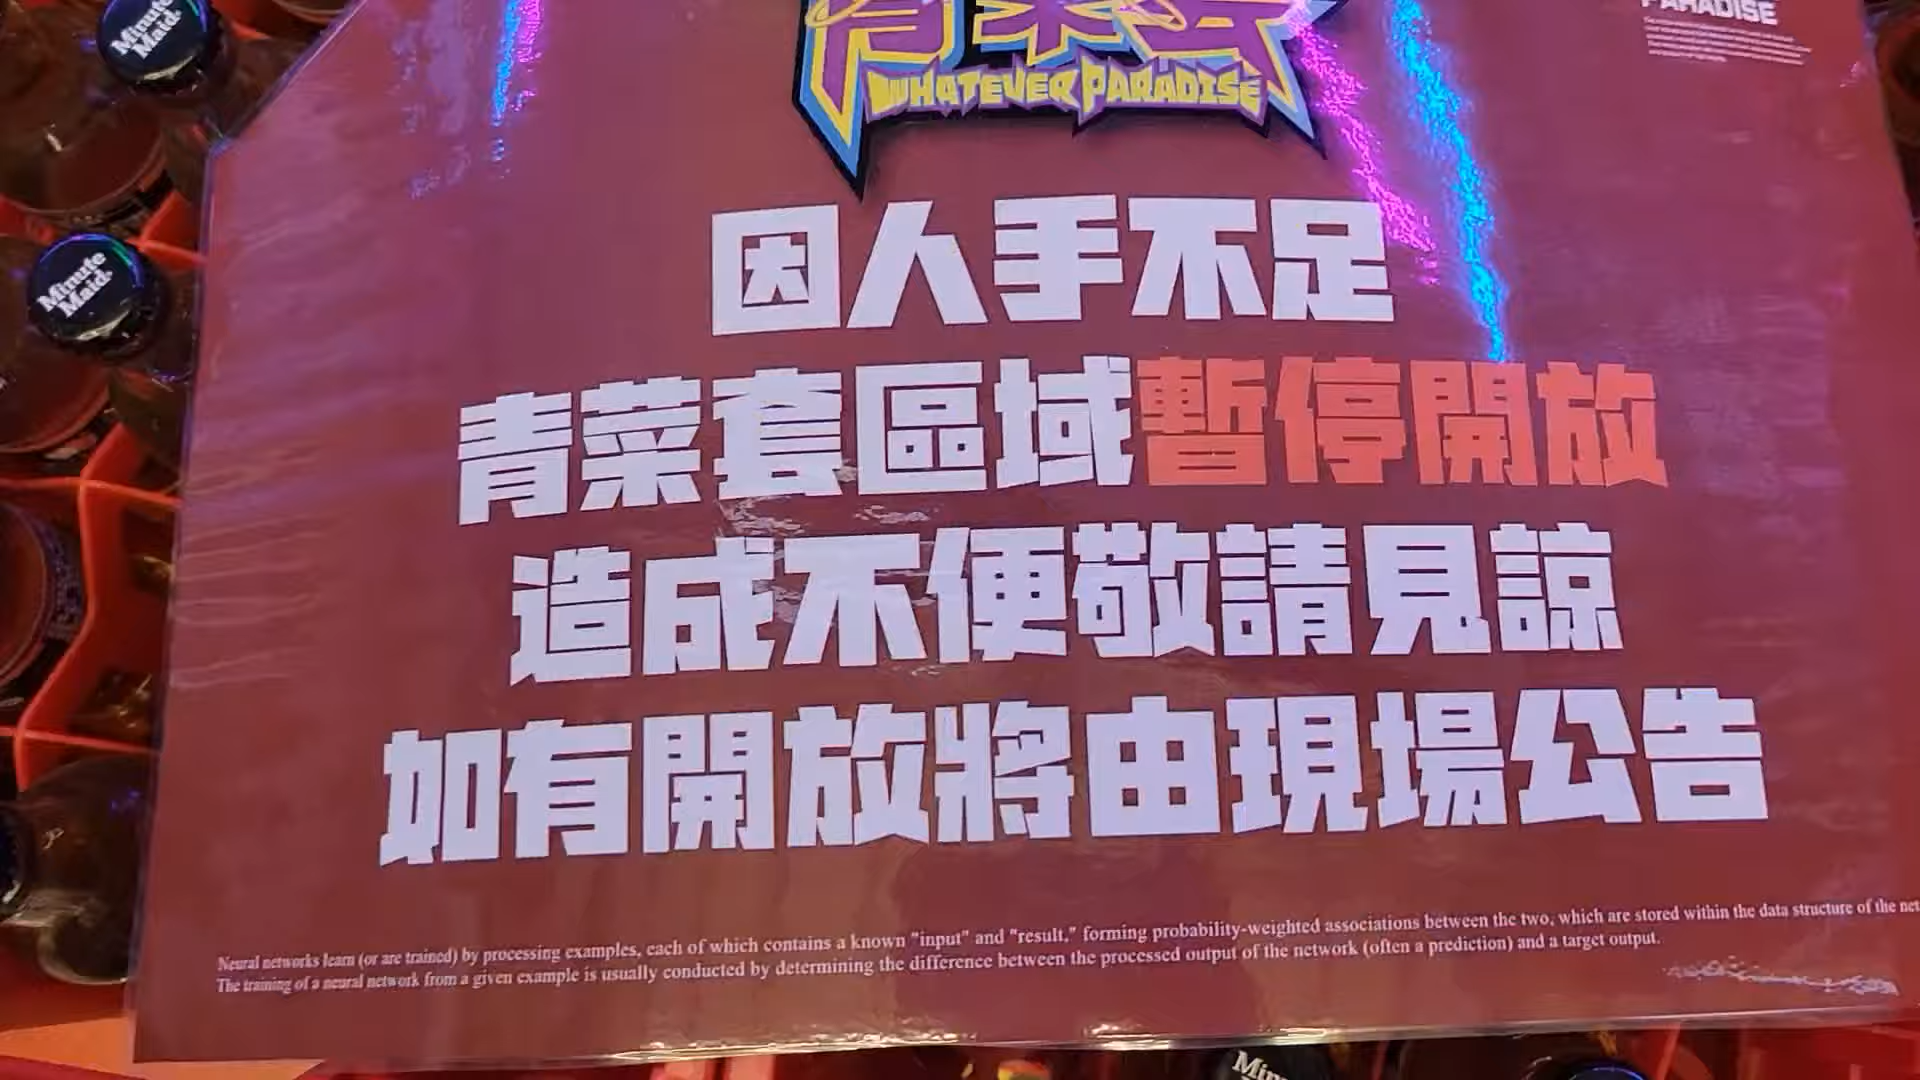 Minute
Maid
PARADISE
WHATEVER PARADISE
因人手不足
Minute
Maid
青菜套區域暫停開放
造成不便敬請見諒
如有開放將由現場公告
Neural networks learn (or are trained) by processing examples, each of which contains a known "input" and "result," forming probability-weighted associations between the two, which are stored within the data structure of the net
The training of a neural network from a given example is usually conducted by determining the difference between the processed output of the network (often a prediction) and a target output.